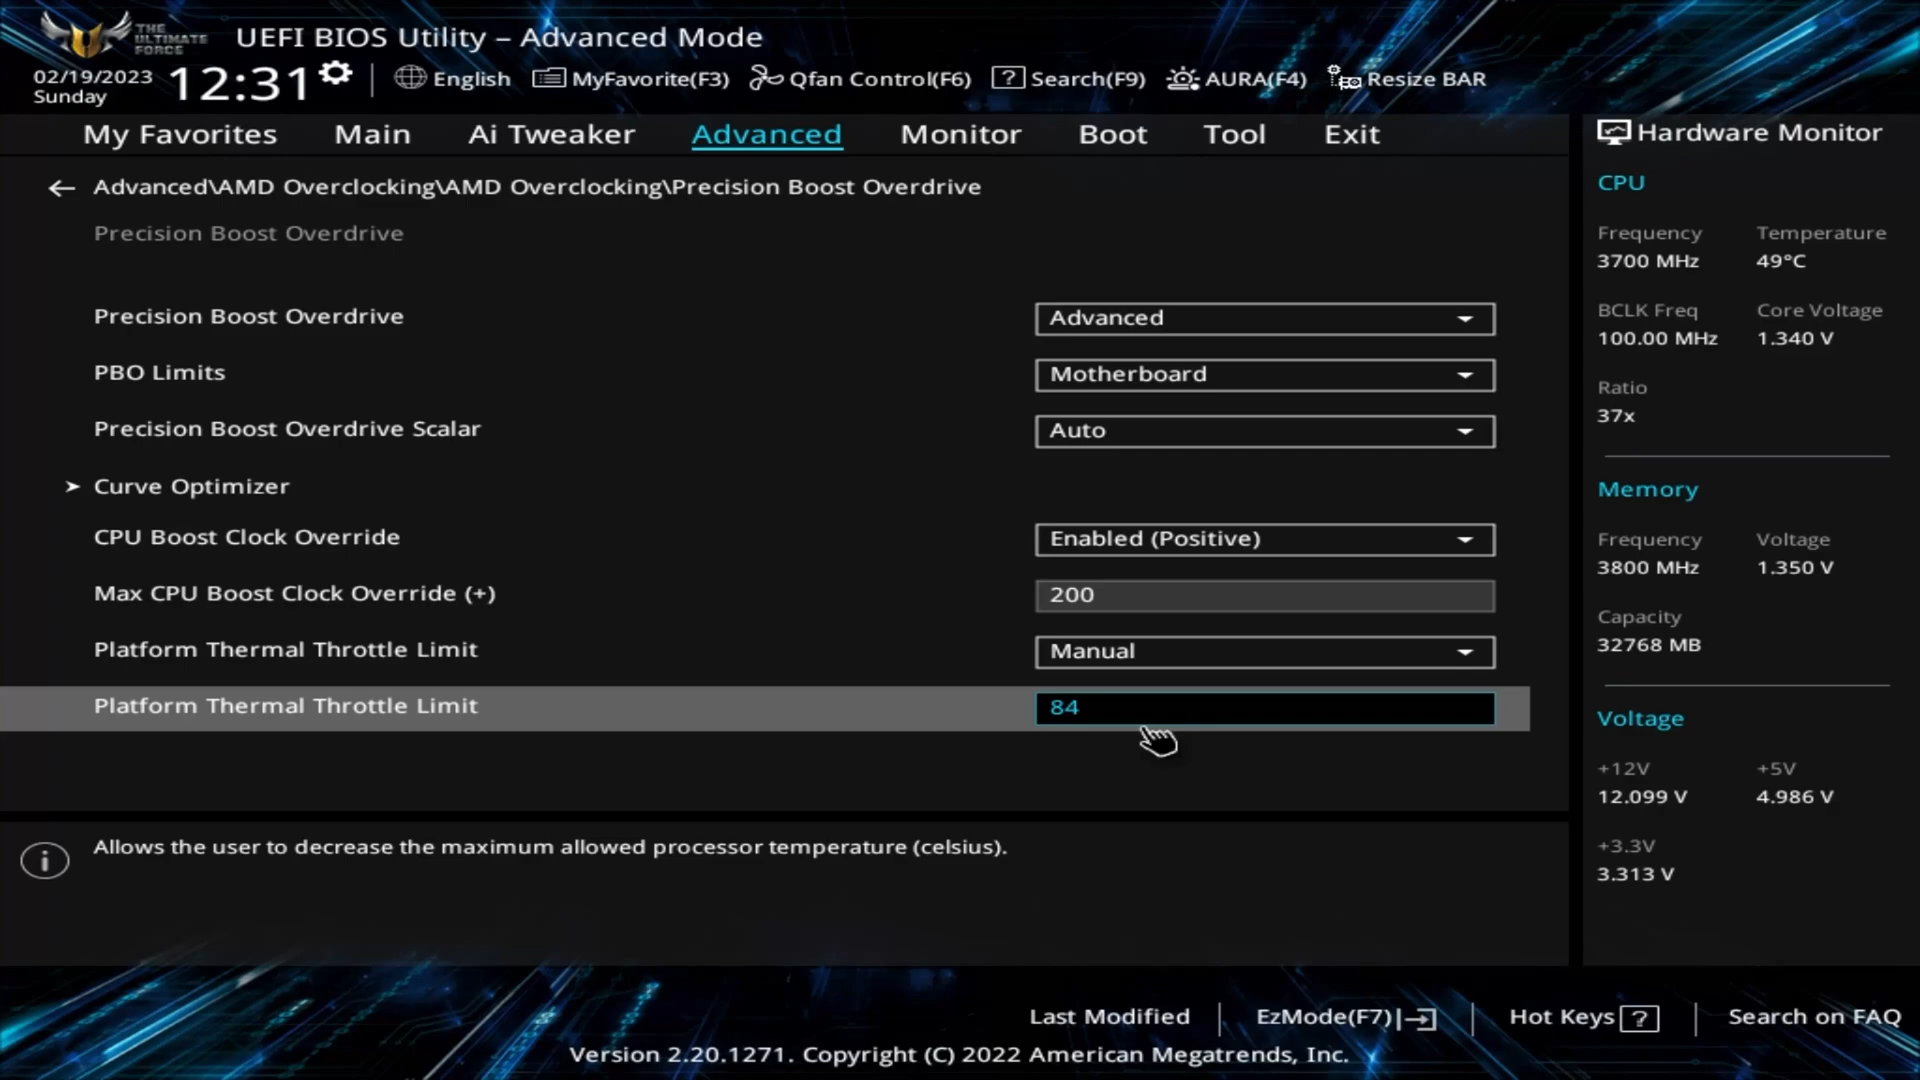 THE
ULTIMATE
FORCE
UEFI BIOS Utility – Advanced Mode
02/19/2023
Sunday
12:31
English
MyFavorite(F3)
Qfan Control(F6)
? Search(F9)
AURA(F4)
Resize BAR
My Favorites
Main
Ai Tweaker
Advanced
Monitor
Boot
Tool
Exit
Advanced\AMD Overclocking\AMD Overclocking\Precision Boost Overdrive
Precision Boost Overdrive
Precision Boost Overdrive Advanced
PBO Limits Motherboard
Precision Boost Overdrive Scalar Auto
Curve Optimizer
CPU Boost Clock Override Enabled (Positive)
Max CPU Boost Clock Override (+) 200
Platform Thermal Throttle Limit Manual
Platform Thermal Throttle Limit 84
i Allows the user to decrease the maximum allowed processor temperature (celsius).
Hardware Monitor
CPU
Frequency Temperature
3700 MHz 49°C
BCLK Freq Core Voltage
100.00 MHz 1.340 V
Ratio
37x
Memory
Frequency Voltage
3800 MHz 1.350 V
Capacity
32768 MB
Voltage
+12V +5V
12.099 V 4.986 V
+3.3V
3.313 V
Last Modified
EzMode(F7)
Hot Keys ?
Search on FAQ
Version 2.20.1271. Copyright (C) 2022 American Megatrends, Inc.